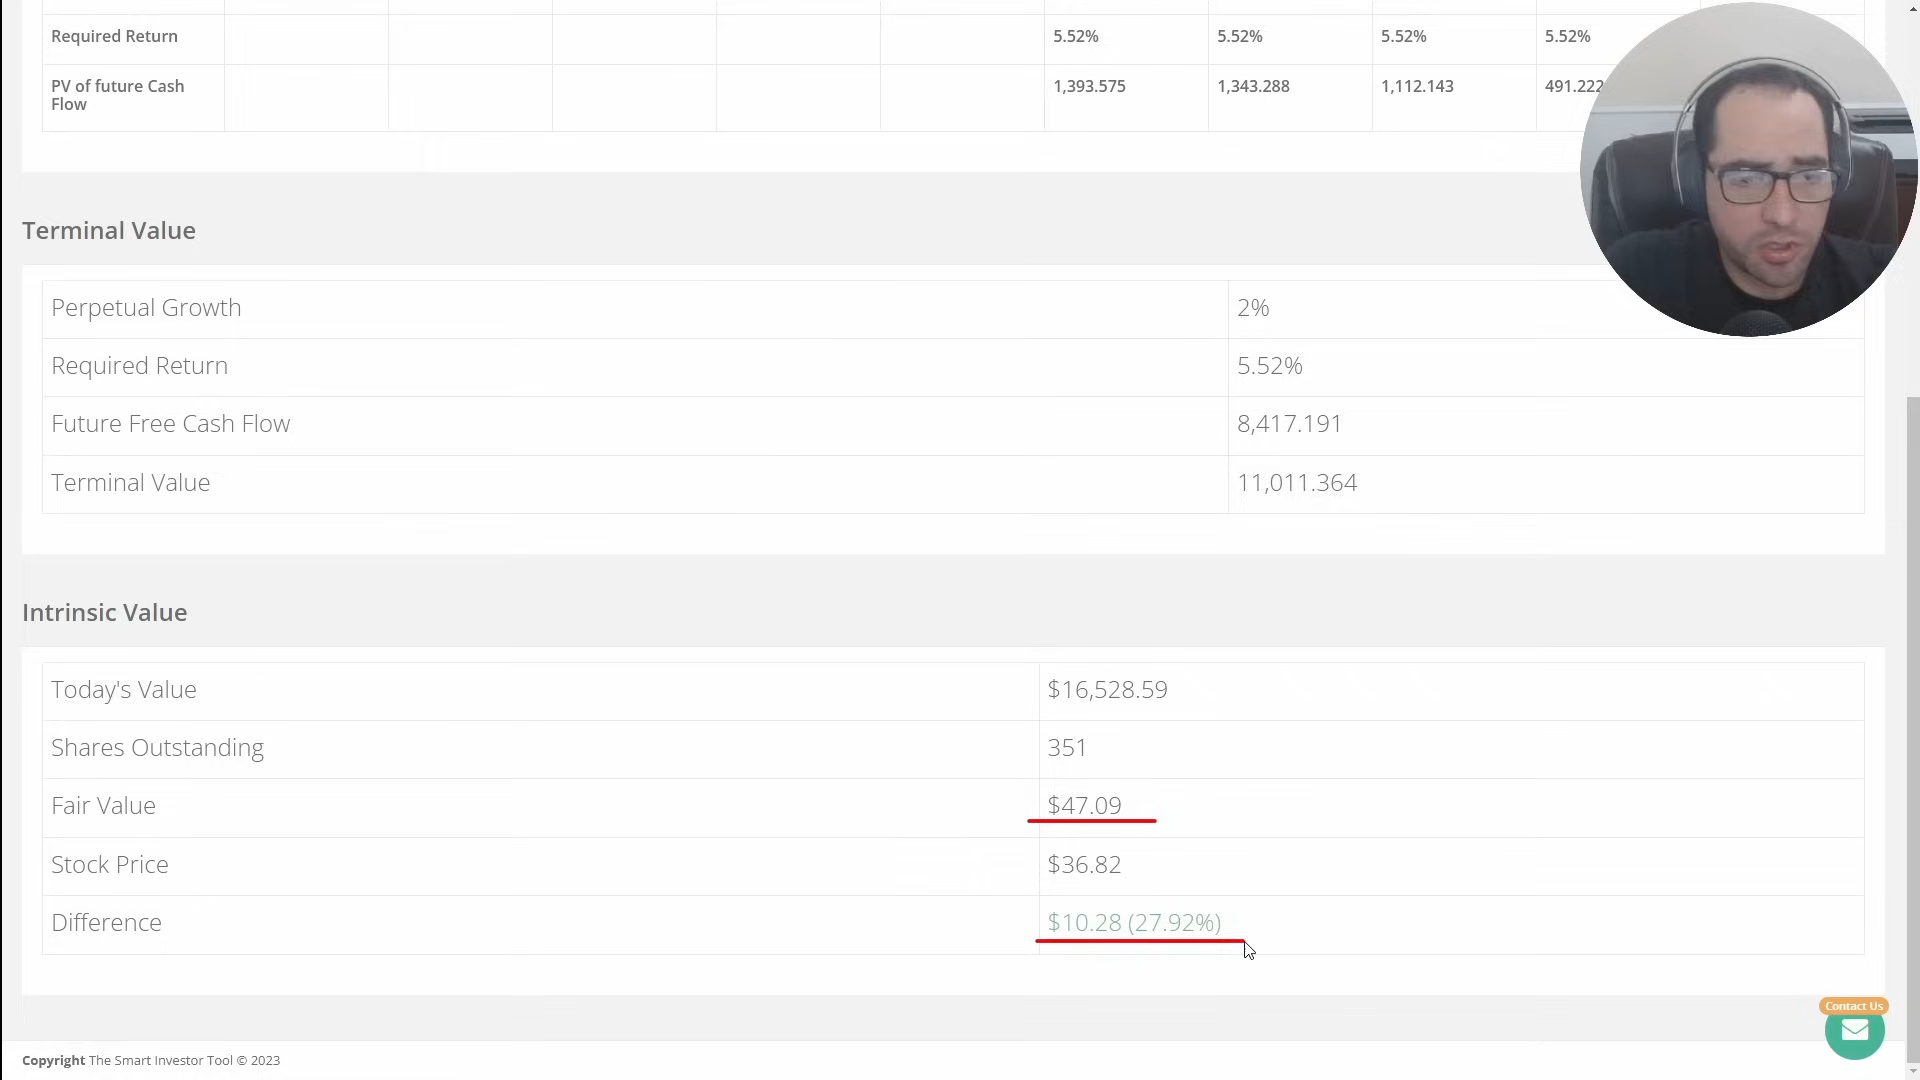 Required Return 5.52% 5.52% 5.52% 5.52%
PV of future Cash Flow 1,393.575 1,343.288 1,112.143 491.222
Terminal Value
Perpetual Growth 2%
Required Return 5.52%
Future Free Cash Flow 8,417.191
Terminal Value 11,011.364
Intrinsic Value
Today's Value $16,528.59
Shares Outstanding 351
Fair Value $47.09
Stock Price $36.82
Difference $10.28 (27.92%)
Contact Us
Copyright The Smart Investor Tool © 2023